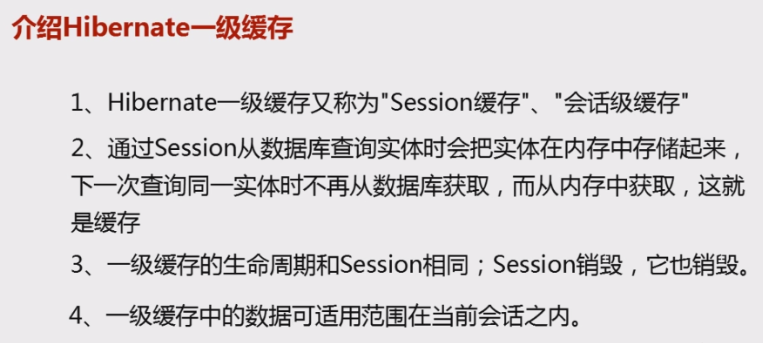 介绍Hibernate一级缓存
1、Hibernate一级缓存又称为"Session缓存"、"会话级缓存"
2、通过Session从数据库查询实体时会把实体在内存中存储起来，
下一次查询同一实体时不再从数据库获取，而从内存中获取，这就
是缓存
3、一级缓存的生命周期和Session相同；Session销毁，它也销毁。
4、一级缓存中的数据可适用范围在当前会话之内。